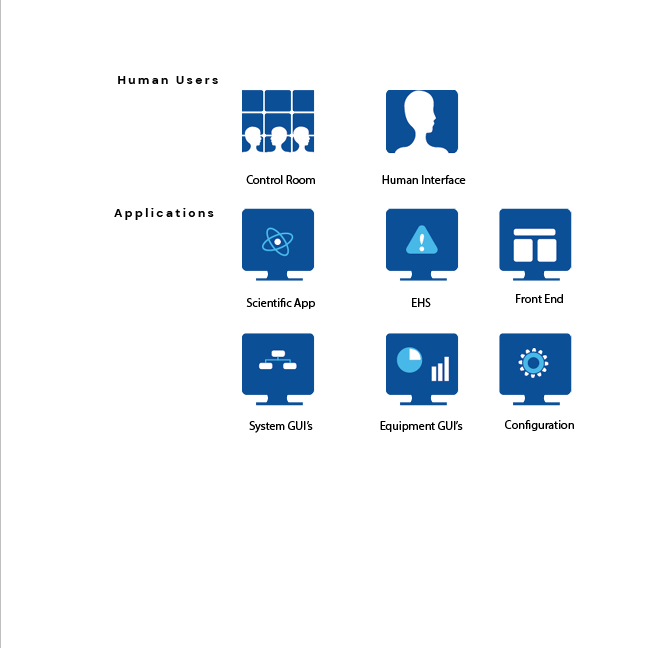 Human Users
Control Room
Human Interface
Applications
Scientific App
EHS
Front End
System GUI's
Equipment GUI's
Configuration